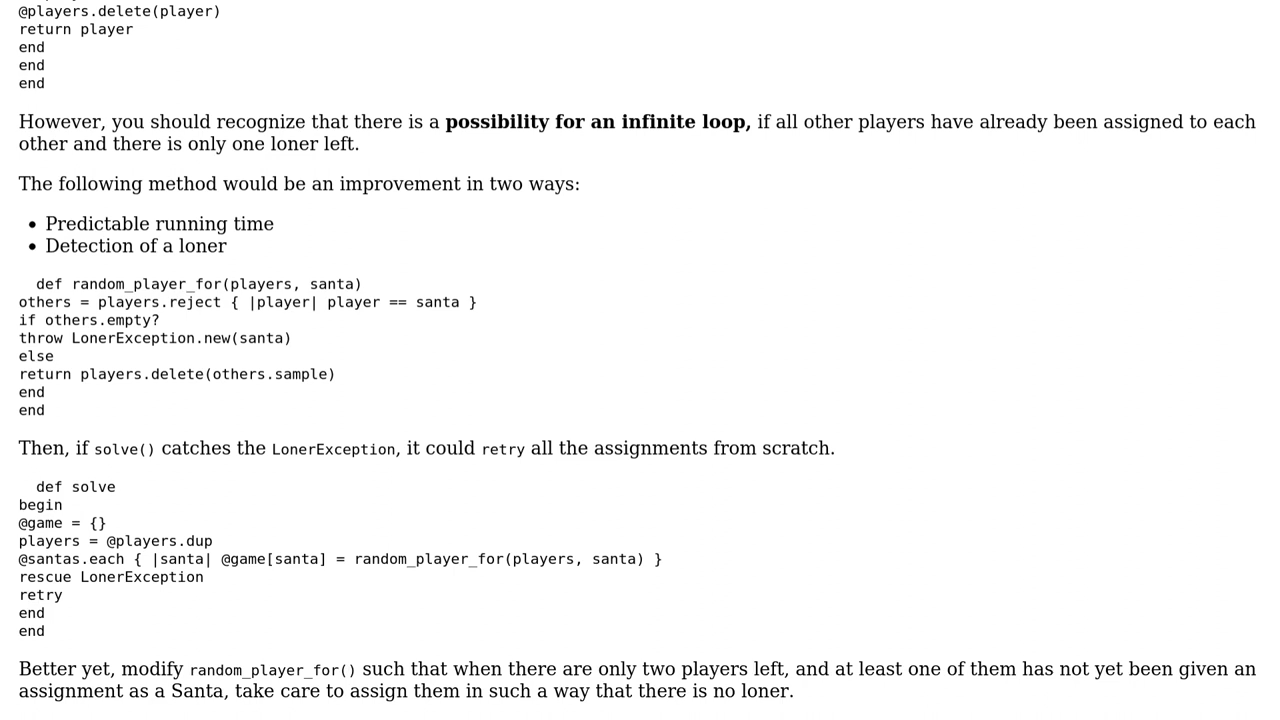 @players.delete(player)
return player
end
end
end
However, you should recognize that there is a possibility for an infinite loop, if all other players have already been assigned to each
other and there is only one loner left.
The following method would be an improvement in two ways:
• Predictable running time
• Detection of a loner
def random_player_for(players, santa)
others = players.reject { |player| player == santa }
if others.empty?
throw LonerException.new(santa)
else
return players.delete(others.sample)
end
end
Then, if solve() catches the LonerException, it could retry all the assignments from scratch.
def solve
begin
@game = {}
players = @players.dup
@santas.each { |santa| @game[santa] = random_player_for(players, santa) }
rescue LonerException
retry
end
end
Better yet, modify random_player_for() such that when there are only two players left, and at least one of them has not yet been given an
assignment as a Santa, take care to assign them in such a way that there is no loner.